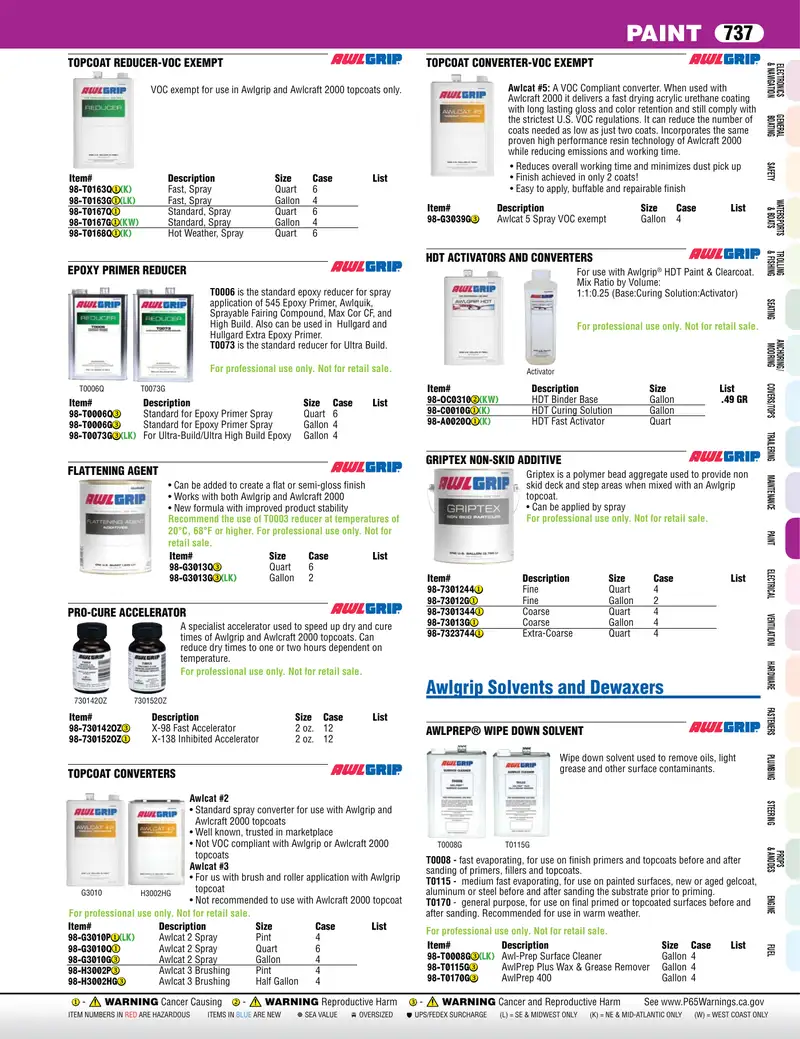 PAINT 737
TOPCOAT REDUCER-VOC EXEMPT AWLGRIP
REDUCER
VOC exempt for use in Awlgrip and Awlcraft 2000 topcoats only.
Item# Description Size Case List
98-T0163Q①(K) Fast, Spray Quart 6
98-T0163G①(LK) Fast, Spray Gallon 4
98-T0167Q① Standard, Spray Quart 6
98-T0167G①(KW) Standard, Spray Gallon 4
98-T0168Q①(K) Hot Weather, Spray Quart 6
EPOXY PRIMER REDUCER AWLGRIP
T0006 is the standard epoxy reducer for spray
application of 545 Epoxy Primer, Awlquik,
Sprayable Fairing Compound, Max Cor CF, and
High Build. Also can be used in Hullgard and
Hullgard Extra Epoxy Primer.
T0073 is the standard reducer for Ultra Build.
For professional use only. Not for retail sale.
T0006Q T0073G
Item# Description Size Case List
98-T0006Q③ Standard for Epoxy Primer Spray Quart 6
98-T0006G③ Standard for Epoxy Primer Spray Gallon 4
98-T0073G③(LK) For Ultra-Build/Ultra High Build Epoxy Gallon 4
FLATTENING AGENT AWLGRIP
• Can be added to create a flat or semi-gloss finish
• Works with both Awlgrip and Awlcraft 2000
• New formula with improved product stability
Recommend the use of T0003 reducer at temperatures of
20°C, 68°F or higher. For professional use only. Not for
retail sale.
Item# Size Case List
98-G3013Q③ Quart 6
98-G3013G③(LK) Gallon 2
PRO-CURE ACCELERATOR AWLGRIP
A specialist accelerator used to speed up dry and cure
times of Awlgrip and Awlcraft 2000 topcoats. Can
reduce dry times to one or two hours dependent on
temperature.
For professional use only. Not for retail sale.
730142OZ 730152OZ
Item# Description Size Case List
98-730142OZ③ X-98 Fast Accelerator 2 oz. 12
98-730152OZ① X-138 Inhibited Accelerator 2 oz. 12
TOPCOAT CONVERTERS AWLGRIP
Awlcat #2
• Standard spray converter for use with Awlgrip and
Awlcraft 2000 topcoats
• Well known, trusted in marketplace
• Not VOC compliant with Awlgrip or Awlcraft 2000
topcoats
Awlcat #3
• For us with brush and roller application with Awlgrip
topcoat
• Not recommended to use with Awlcraft 2000 topcoat
G3010 H3002HG
For professional use only. Not for retail sale.
Item# Description Size Case List
98-G3010P①(LK) Awlcat 2 Spray Pint 4
98-G3010Q① Awlcat 2 Spray Quart 6
98-G3010G③ Awlcat 2 Spray Gallon 4
98-H3002P③ Awlcat 3 Brushing Pint 4
98-H3002HG③ Awlcat 3 Brushing Half Gallon 4
TOPCOAT CONVERTER-VOC EXEMPT AWLGRIP
Awlcat #5: A VOC Compliant converter. When used with
Awlcraft 2000 it delivers a fast drying acrylic urethane coating
with long lasting gloss and color retention and still comply with
the strictest U.S. VOC regulations. It can reduce the number of
coats needed as low as just two coats. Incorporates the same
proven high performance resin technology of Awlcraft 2000
while reducing emissions and working time.
• Reduces overall working time and minimizes dust pick up
• Finish achieved in only 2 coats!
• Easy to apply, buffable and repairable finish
Item# Description Size Case List
98-G3039G③ Awlcat 5 Spray VOC exempt Gallon 4
HDT ACTIVATORS AND CONVERTERS AWLGRIP
For use with Awlgrip® HDT Paint & Clearcoat.
Mix Ratio by Volume:
1:1:0.25 (Base:Curing Solution:Activator)
For professional use only. Not for retail sale.
Activator
Item# Description Size List
98-OC0310②(KW) HDT Binder Base Gallon .49 GR
98-C0010G①(K) HDT Curing Solution Gallon
98-A0020Q①(K) HDT Fast Activator Quart
GRIPTEX NON-SKID ADDITIVE AWLGRIP
GRIPTEX
Griptex is a polymer bead aggregate used to provide non
skid deck and step areas when mixed with an Awlgrip
topcoat.
• Can be applied by spray
For professional use only. Not for retail sale.
Item# Description Size Case List
98-7301244① Fine Quart 4
98-73012G① Fine Gallon 2
98-7301344① Coarse Quart 4
98-73013G① Coarse Gallon 4
98-7323744① Extra-Coarse Quart 4
Awlgrip Solvents and Dewaxers
AWLPREP® WIPE DOWN SOLVENT AWLGRIP
Wipe down solvent used to remove oils, light
grease and other surface contaminants.
T0008G T0115G
T0008 - fast evaporating, for use on finish primers and topcoats before and after
sanding of primers, fillers and topcoats.
T0115 - medium fast evaporating, for use on painted surfaces, new or aged gelcoat,
aluminum or steel before and after sanding the substrate prior to priming.
T0170 - general purpose, for use on final primed or topcoated surfaces before and
after sanding. Recommended for use in warm weather.
For professional use only. Not for retail sale.
Item# Description Size Case List
98-T0008G③(LK) Awl-Prep Surface Cleaner Gallon 4
98-T0115G③ AwlPrep Plus Wax & Grease Remover Gallon 4
98-T0170G③ AwlPrep 400 Gallon 4
ELECTRONICS & NAVIGATION
GENERAL BOATING
SAFETY
WATERSPORTS & BOATS
TROLLING & FISHING
SEATING
ANCHORING/ MOORING
COVERS/TOPS
TRAILERING
MAINTENANCE
PAINT
ELECTRICAL
VENTILATION
HARDWARE
FASTENERS
PLUMBING
STEERING
PROPS & ANODES
ENGINE
FUEL
① - WARNING Cancer Causing ② - WARNING Reproductive Harm ③ - WARNING Cancer and Reproductive Harm See www.P65Warnings.ca.gov
ITEM NUMBERS IN RED ARE HAZARDOUS ITEMS IN BLUE ARE NEW SEA VALUE OVERSIZED UPS/FEDEX SURCHARGE (L) = SE & MIDWEST ONLY (K) = NE & MID-ATLANTIC ONLY (W) = WEST COAST ONLY